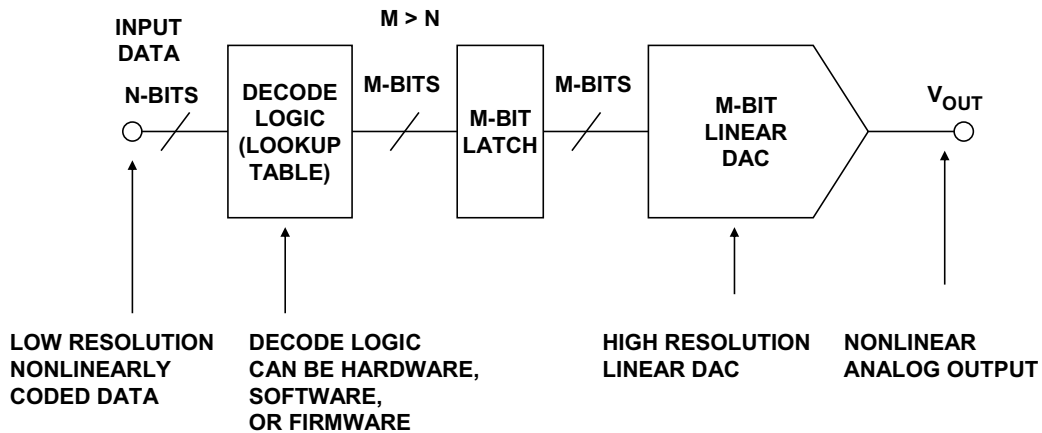 M > N
INPUT
DATA
N-BITS
DECODE
LOGIC
(LOOKUP
TABLE)
M-BITS
M-BIT
LATCH
M-BITS
M-BIT
LINEAR
DAC
VOUT
LOW RESOLUTION
NONLINEARLY
CODED DATA
DECODE LOGIC
CAN BE HARDWARE,
SOFTWARE,
OR FIRMWARE
HIGH RESOLUTION
LINEAR DAC
NONLINEAR
ANALOG OUTPUT